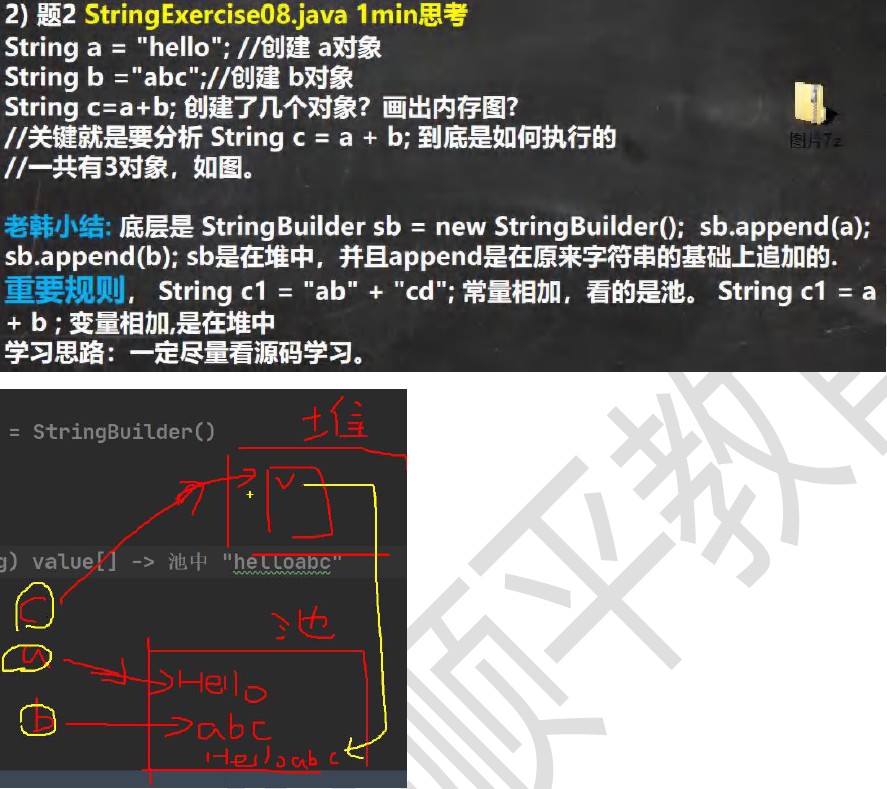 2) 题2 StringExercise08.java 1min思考
String a = "hello"; //创建 a对象
String b ="abc";//创建 b对象
String c=a+b; 创建了几个对象？画出内存图?
//关键就是要分析 String c = a + b; 到底是如何执行的
//一共有3对象，如图。
图片7z
老韩小结: 底层是 StringBuilder sb = new StringBuilder(); sb.append(a);
sb.append(b); sb是在堆中，并且append是在原来字符串的基础上追加的.
重要规则， String c1 = "ab" + "cd"; 常量相加，看的是池。 String c1 = a
+ b ; 变量相加,是在堆中
学习思路：一定尽量看源码学习。
= StringBuilder()
堆
V
g) value[] -> 池中 "helloabc"
c
池
a
Hello
b
abc
Helloabc
顺平教育